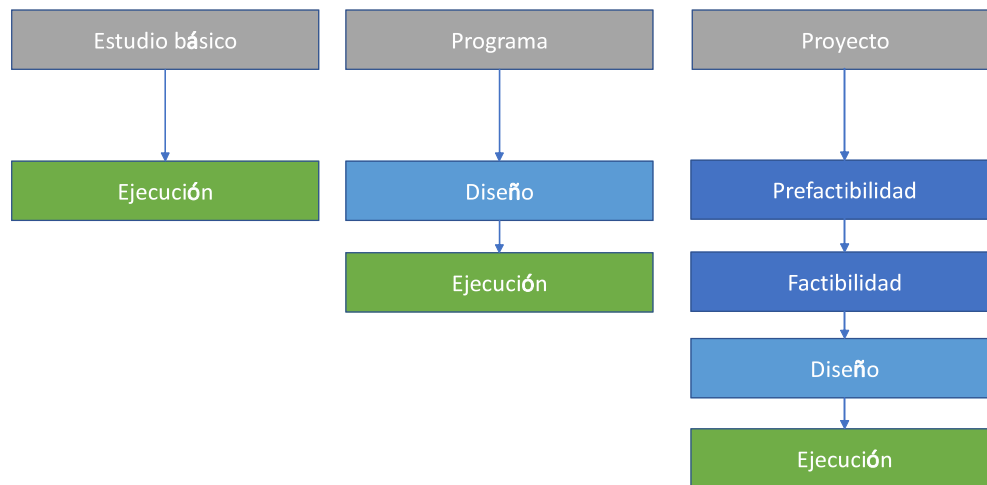 Estudio básico
Programa
Proyecto
Ejecución
Diseño
Prefactibilidad
Ejecución
Factibilidad
Diseño
Ejecución